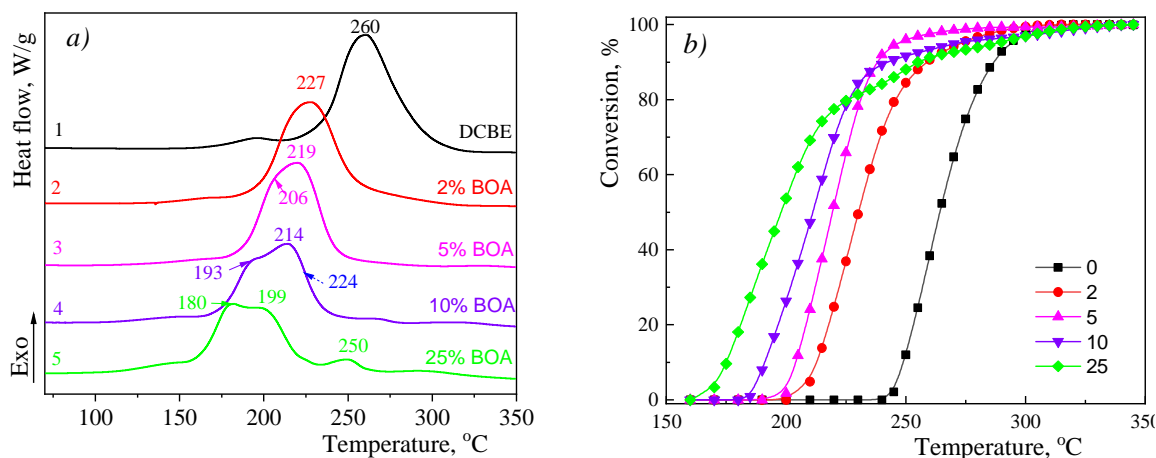 a)
Heat flow, W/g
Exo
260
227
219
206
214
193
224
180
199
250
1
DCBE
2
2% BOA
3
5% BOA
4
10% BOA
5
25% BOA
100 150 200 250 300 350
Temperature, °C
b)
Conversion, %
100
80
60
40
20
0
0
2
5
10
25
150 200 250 300 350
Temperature, °C